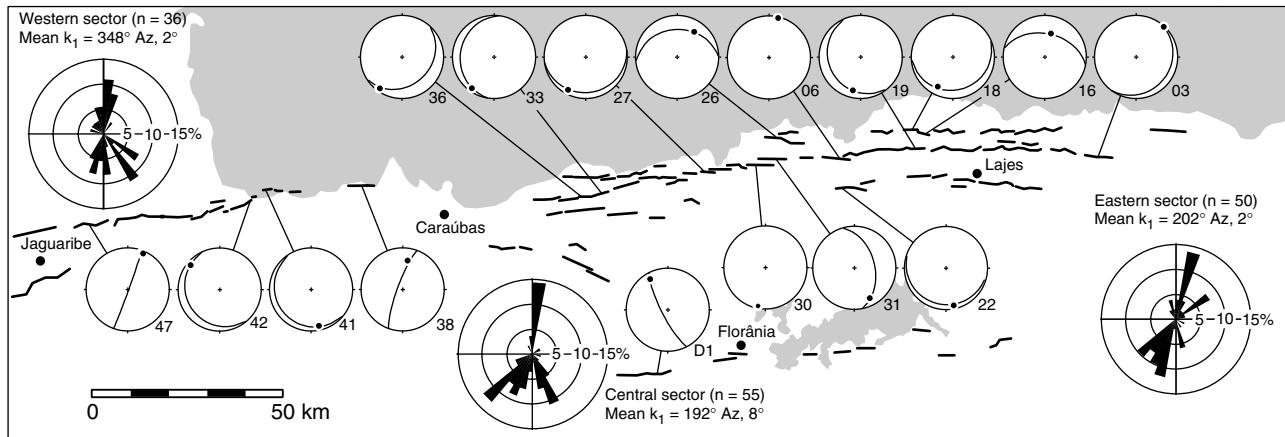 Western sector (n = 36)
Mean k₁ = 348° Az, 2°
5–10–15%
36
33
27
26
06
19
18
16
03
Lajes
Eastern sector (n = 50)
Mean k₁ = 202° Az, 2°
5–10–15%
Jaguaribe
Caraúbas
47
42
41
38
30
31
22
D1
Florânia
5–10–15%
Central sector (n = 55)
Mean k₁ = 192° Az, 8°
0 50 km